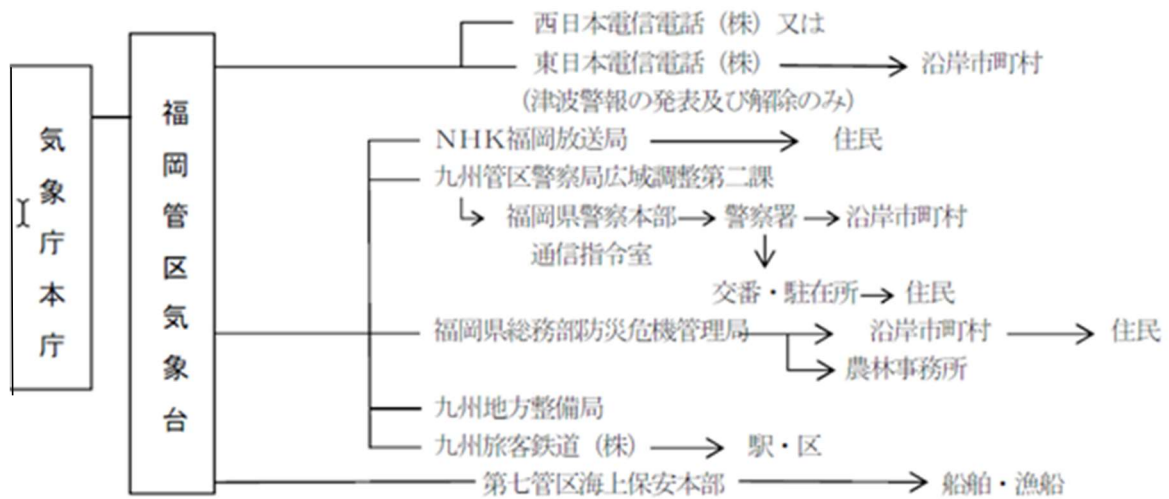 気象庁本庁
福岡管区気象台
西日本電信電話（株）又は
東日本電信電話（株） 沿岸市町村
（津波警報の発表及び解除のみ）
ＮＨＫ福岡放送局 住民
九州管区警察局広域調整第二課
福岡県警察本部 警察署 沿岸市町村
通信指令室
交番・駐在所 住民
福岡県総務部防災危機管理局 沿岸市町村 住民
農林事務所
九州地方整備局
九州旅客鉄道（株） 駅・区
第七管区海上保安本部 船舶・漁船